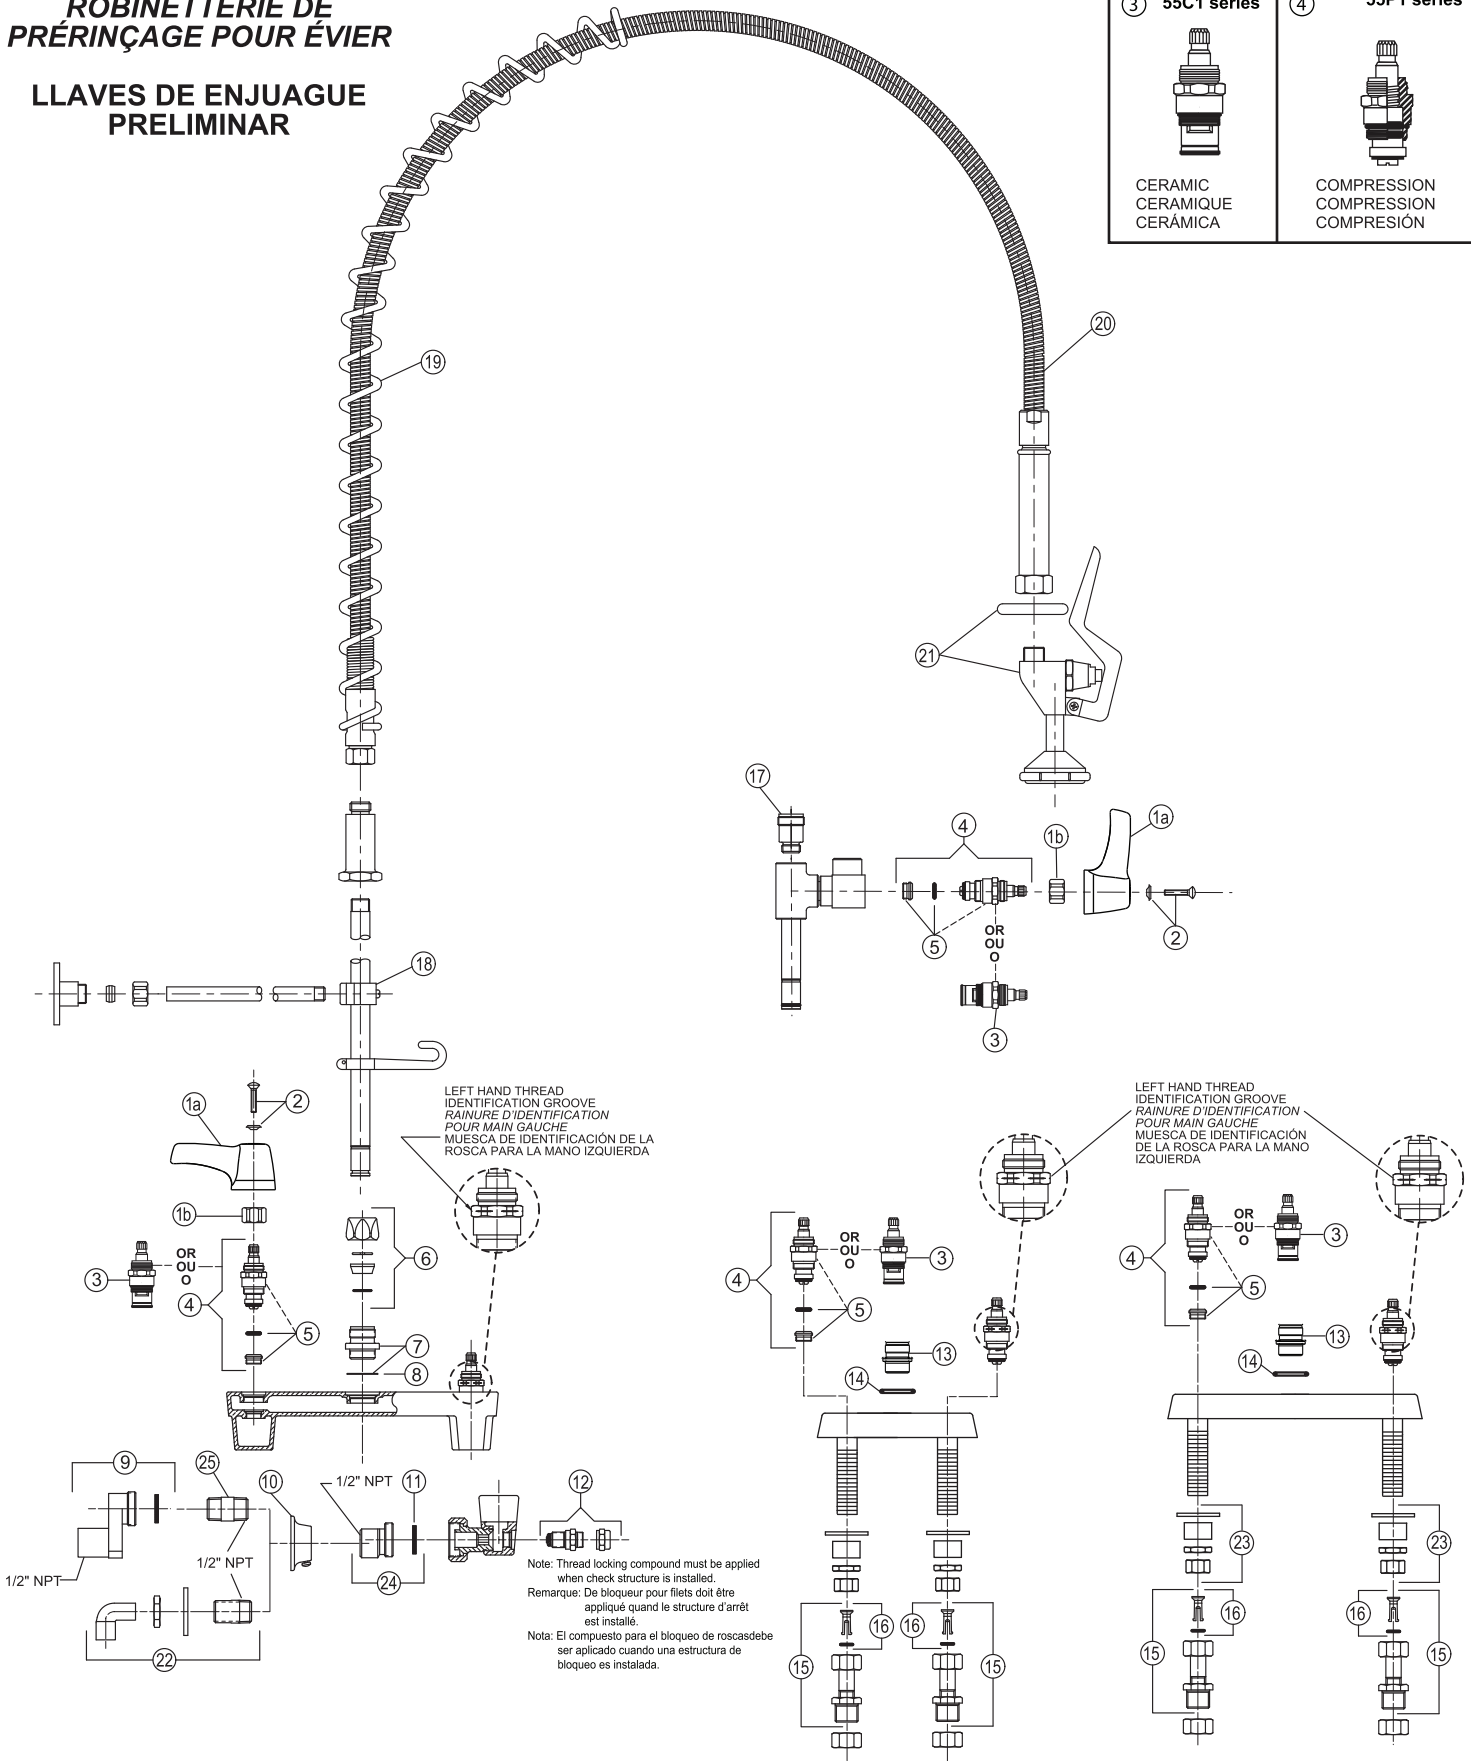 ROBINETTERIE DE
PRÉRINÇAGE POUR ÉVIER
LLAVES DE ENJUAGUE
PRELIMINAR
3 55C1 series
4 55P1 series
CERAMIC
CERAMIQUE
CERÁMICA
COMPRESSION
COMPRESSION
COMPRESIÓN
20
19
21
17
4
1b
1a
5
OR
OU
O
2
3
18
LEFT HAND THREAD
IDENTIFICATION GROOVE
RAINURE D'IDENTIFICATION
POUR MAIN GAUCHE
MUESCA DE IDENTIFICACIÓN DE LA
ROSCA PARA LA MANO IZQUIERDA
LEFT HAND THREAD
IDENTIFICATION GROOVE
RAINURE D'IDENTIFICATION
POUR MAIN GAUCHE
MUESCA DE IDENTIFICACIÓN
DE LA ROSCA PARA LA MANO
IZQUIERDA
1a
2
1b
OR
OU
O
3
4
5
6
7
8
OR
OU
O
3
4
5
13
14
OR
OU
O
3
4
5
13
14
9
25
10
1/2" NPT
11
12
1/2" NPT
1/2" NPT
24
22
Note: Thread locking compound must be applied
when check structure is installed.
Remarque: De bloqueur pour filets doit être
appliqué quand le structure d'arrêt
est installé.
Nota: El compuesto para el bloqueo de roscasdebe
ser aplicado cuando una estructura de
bloqueo es instalada.
16
16
15
15
23
23
16
16
15
15